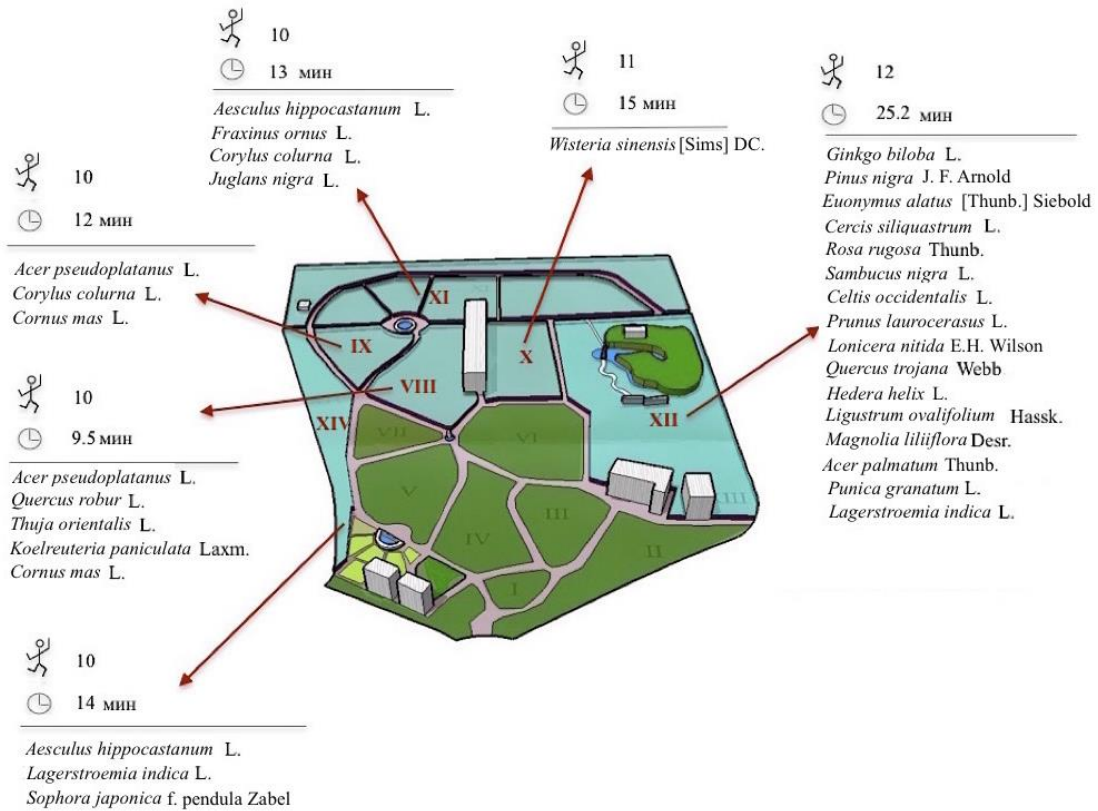 10
13 мин
Aesculus hippocastanum L.
Fraxinus ornus L.
Corylus colurna L.
Juglans nigra L.
11
15 мин
Wisteria sinensis [Sims] DC.
12
25.2 мин
Ginkgo biloba L.
Pinus nigra J. F. Arnold
Euonymus alatus [Thunb.] Siebold
Cercis siliquastrum L.
Rosa rugosa Thunb.
Sambucus nigra L.
Celtis occidentalis L.
Prunus laurocerasus L.
Lonicera nitida E.H. Wilson
Quercus trojana Webb
Hedera helix L.
Ligustrum ovalifolium Hassk.
Magnolia liliiflora Desr.
Acer palmatum Thunb.
Punica granatum L.
Lagerstroemia indica L.
10
12 мин
Acer pseudoplatanus L.
Corylus colurna L.
Cornus mas L.
10
9.5 мин
Acer pseudoplatanus L.
Quercus robur L.
Thuja orientalis L.
Koelreuteria paniculata Laxm.
Cornus mas L.
10
14 мин
Aesculus hippocastanum L.
Lagerstroemia indica L.
Sophora japonica f. pendula Zabel
XI
XI
IX
X
VIII
XIV
XII
VII
VI
V
XIII
III
IV
II
I